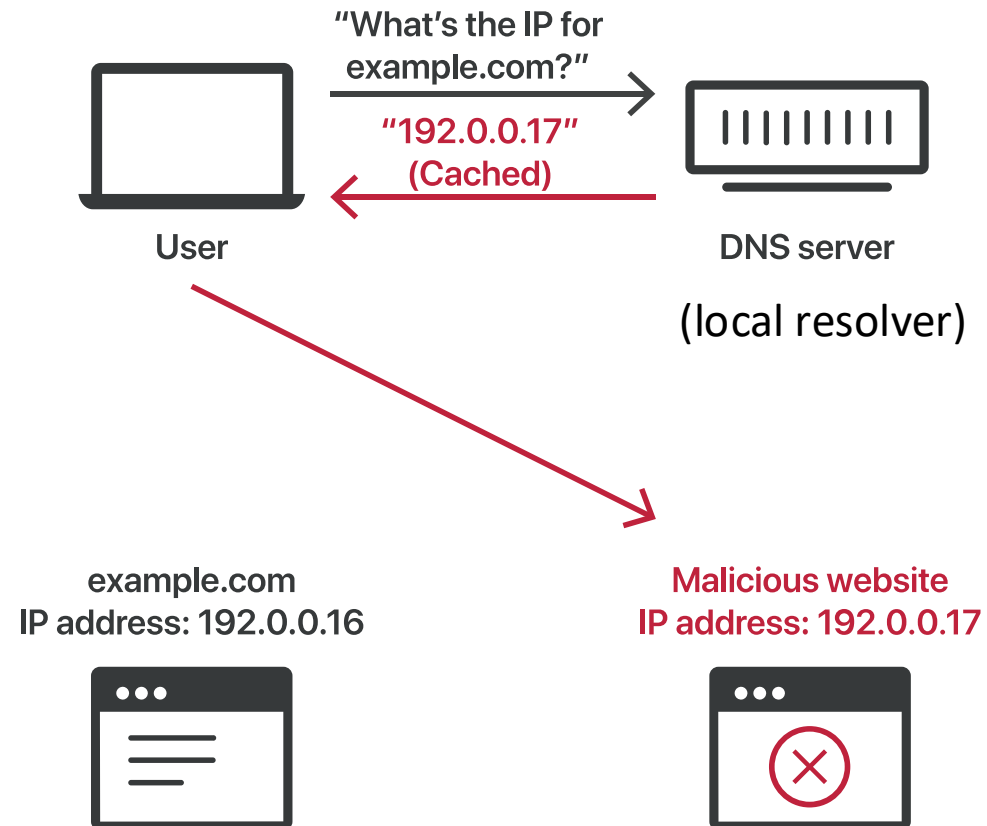 “What’s the IP for
example.com?”
“192.0.0.17”
(Cached)
User
DNS server
(local resolver)
example.com
IP address: 192.0.0.16
Malicious website
IP address: 192.0.0.17